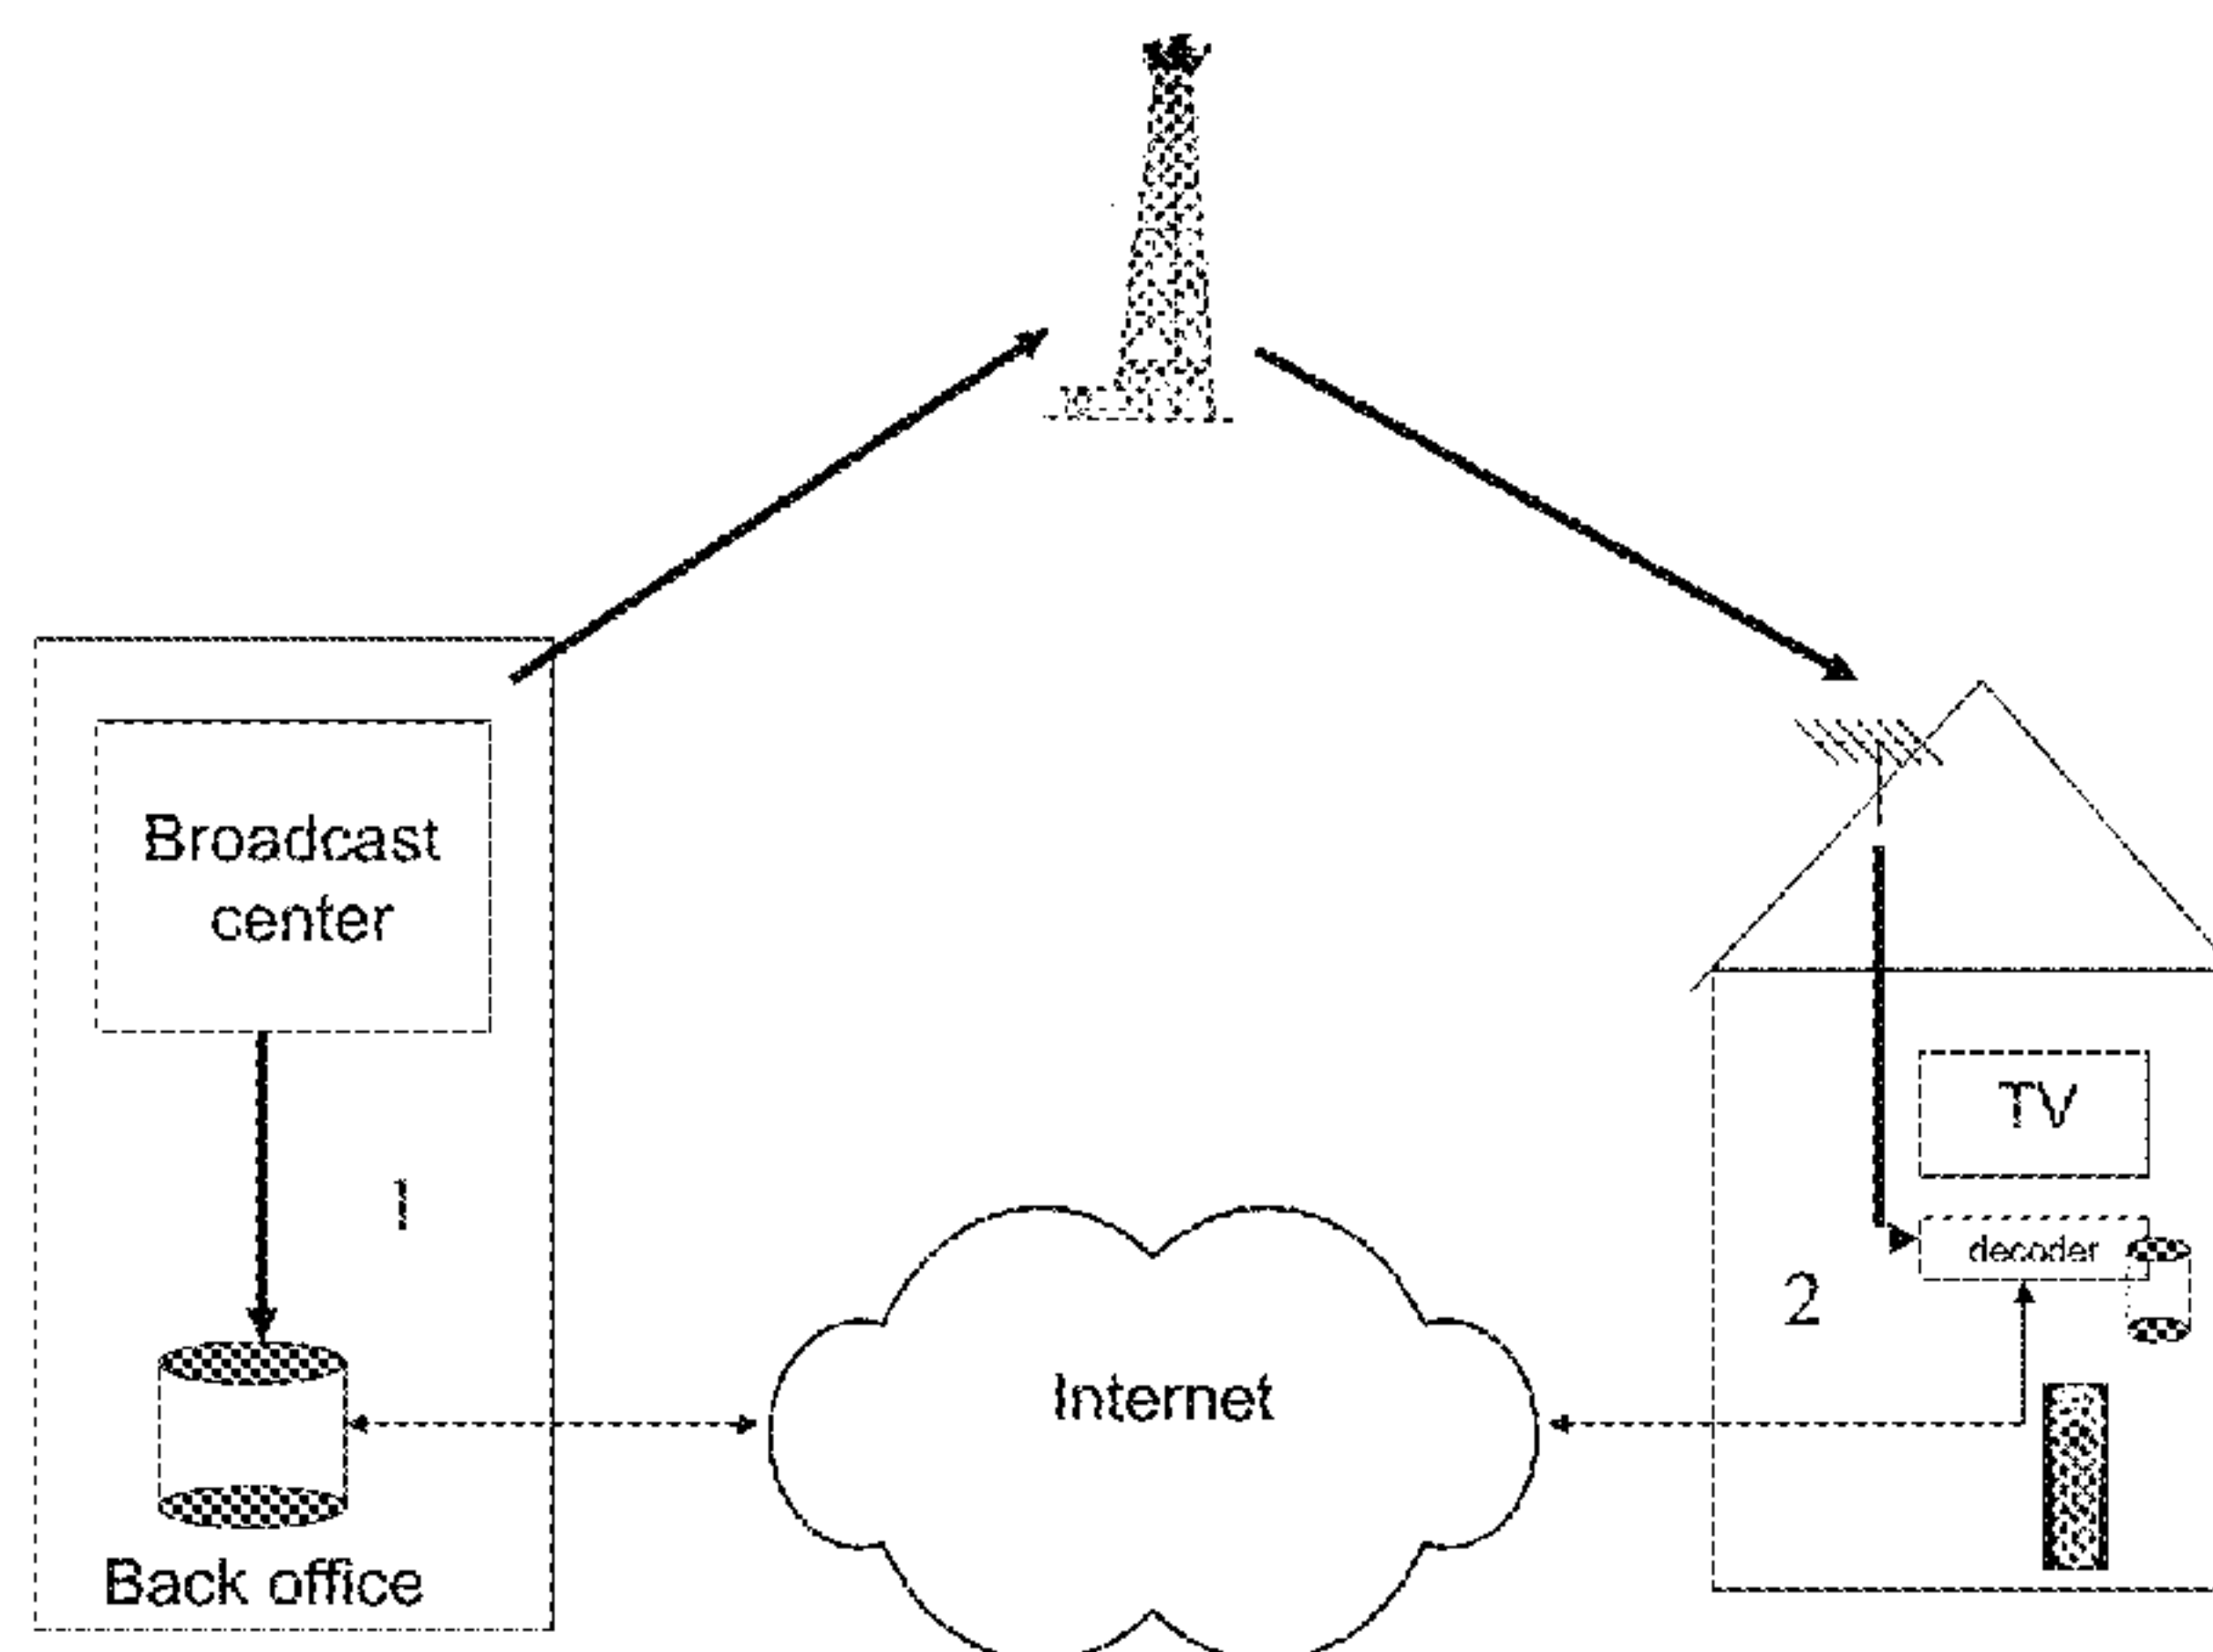 Broadcast
center
1
Back office
Internet
TV
decoder
2